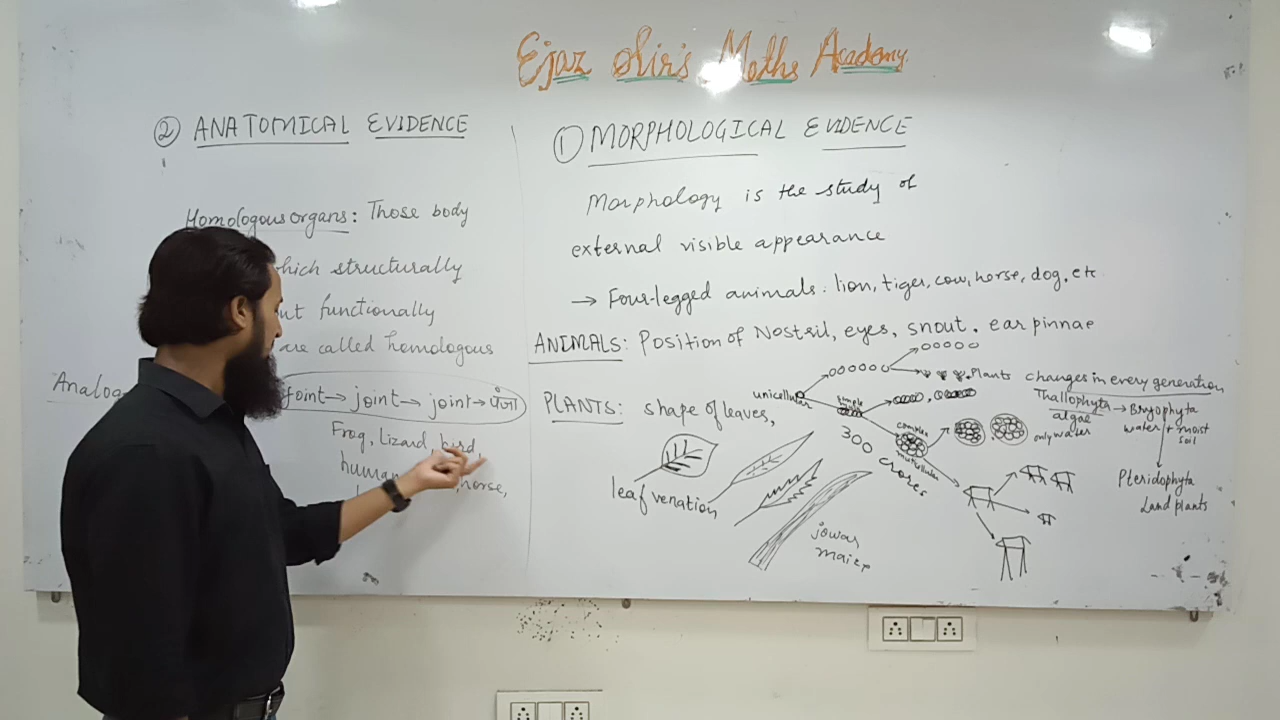 Ejaz Sir's Maths Academy.
② ANATOMICAL EVIDENCE
Homologous organs: Those body
which structurally
but functionally
are called homologous
Analog
joint → joint → joint → पंजा
Frog, Lizard, bird,
human
horse,
① MORPHOLOGICAL EVIDENCE
Morphology is the study of
external visible appearance
→ Four-legged animals: lion, tiger, cow, horse, dog, etc.
ANIMALS: Position of Nostril, eyes, snout, ear pinnae
PLANTS: shape of leaves,
leaf venation
jowar
unicellular
simple
complex
multicellular
300 crores
Plants changes in every generation
Thallophyta → Bryophyta
algae
only water
water + moist
soil
Pteridophyta
Land plants